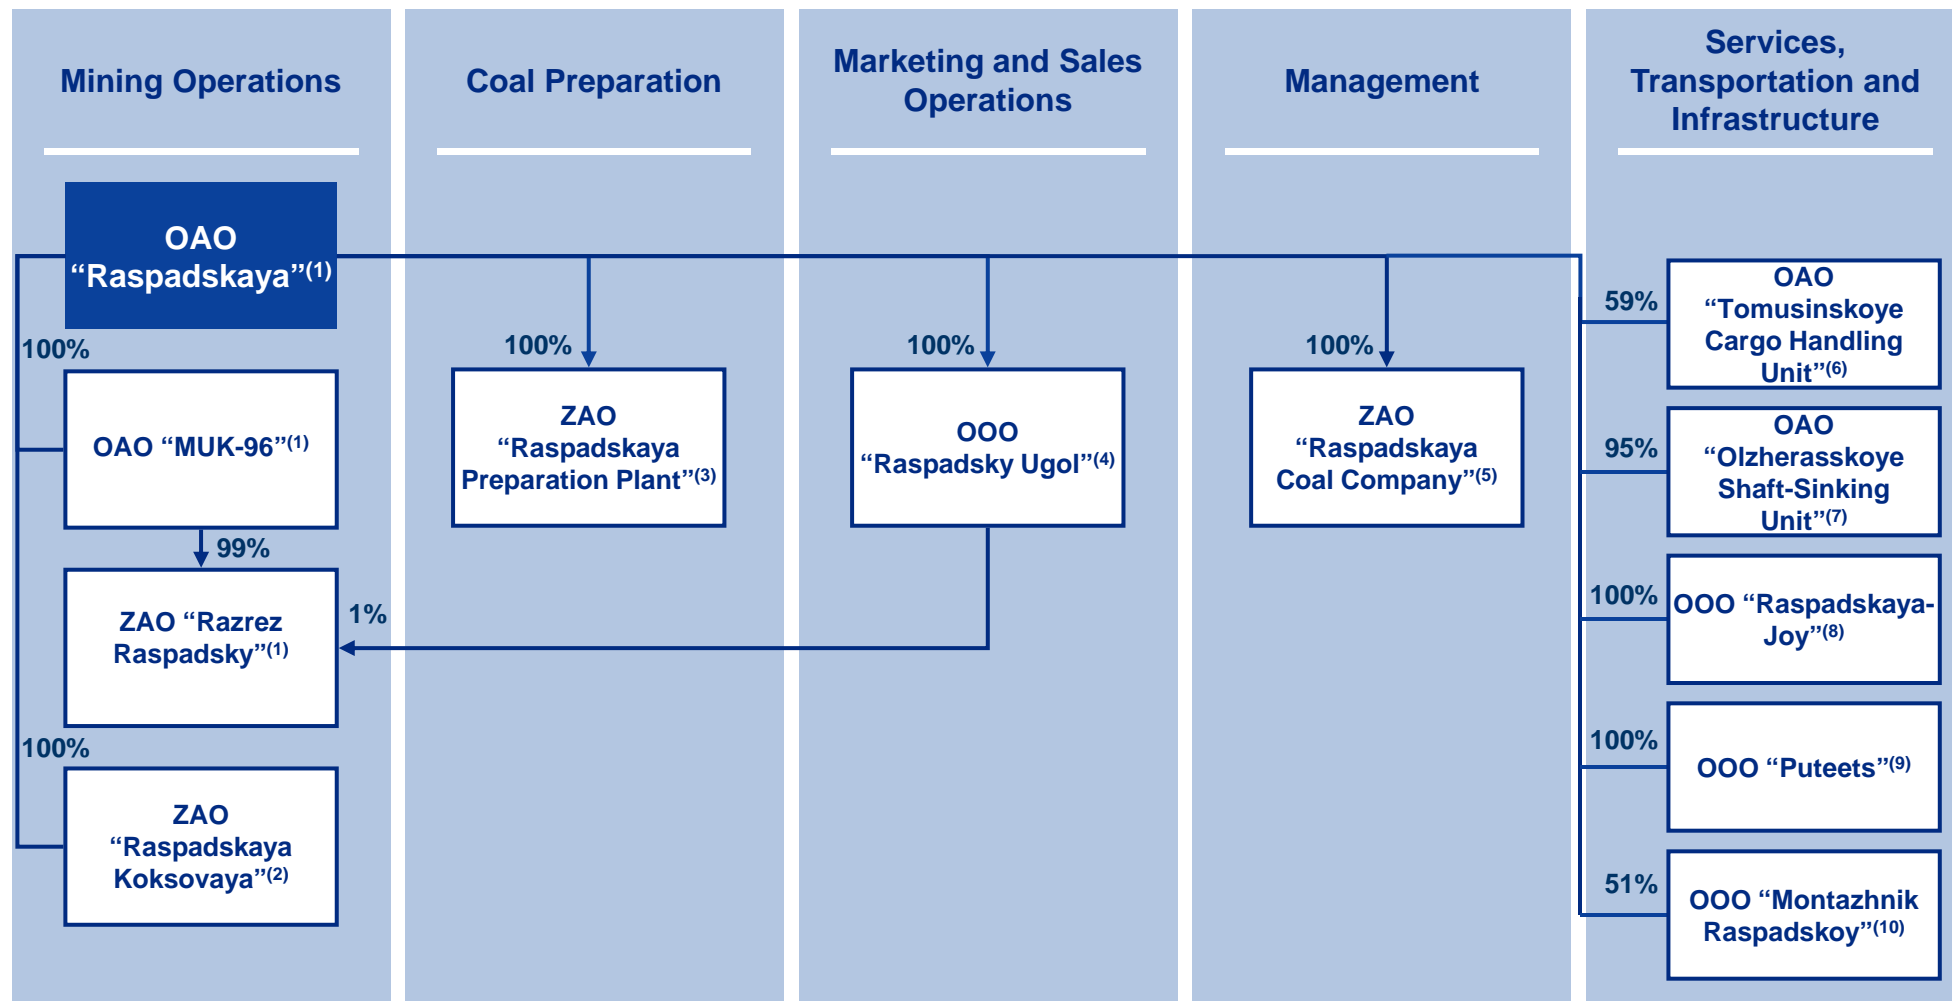 Mining Operations
Coal Preparation
Marketing and Sales
Operations
Management
Services,
Transportation and
Infrastructure
OAO
“Raspadskaya”(1)
100%
OAO “MUK-96”(1)
99%
ZAO “Razrez
Raspadsky”(1)
1%
100%
ZAO
“Raspadskaya
Koksovaya”(2)
100%
ZAO
“Raspadskaya
Preparation Plant”(3)
100%
OOO
“Raspadsky Ugol”(4)
100%
ZAO
“Raspadskaya
Coal Company”(5)
59%
OAO
“Tomusinskoye
Cargo Handling
Unit”(6)
95%
OAO
“Olzherasskoye
Shaft-Sinking
Unit”(7)
100%
OOO “Raspadskaya-
Joy”(8)
100%
OOO “Puteets”(9)
51%
OOO “Montazhnik
Raspadskoy”(10)